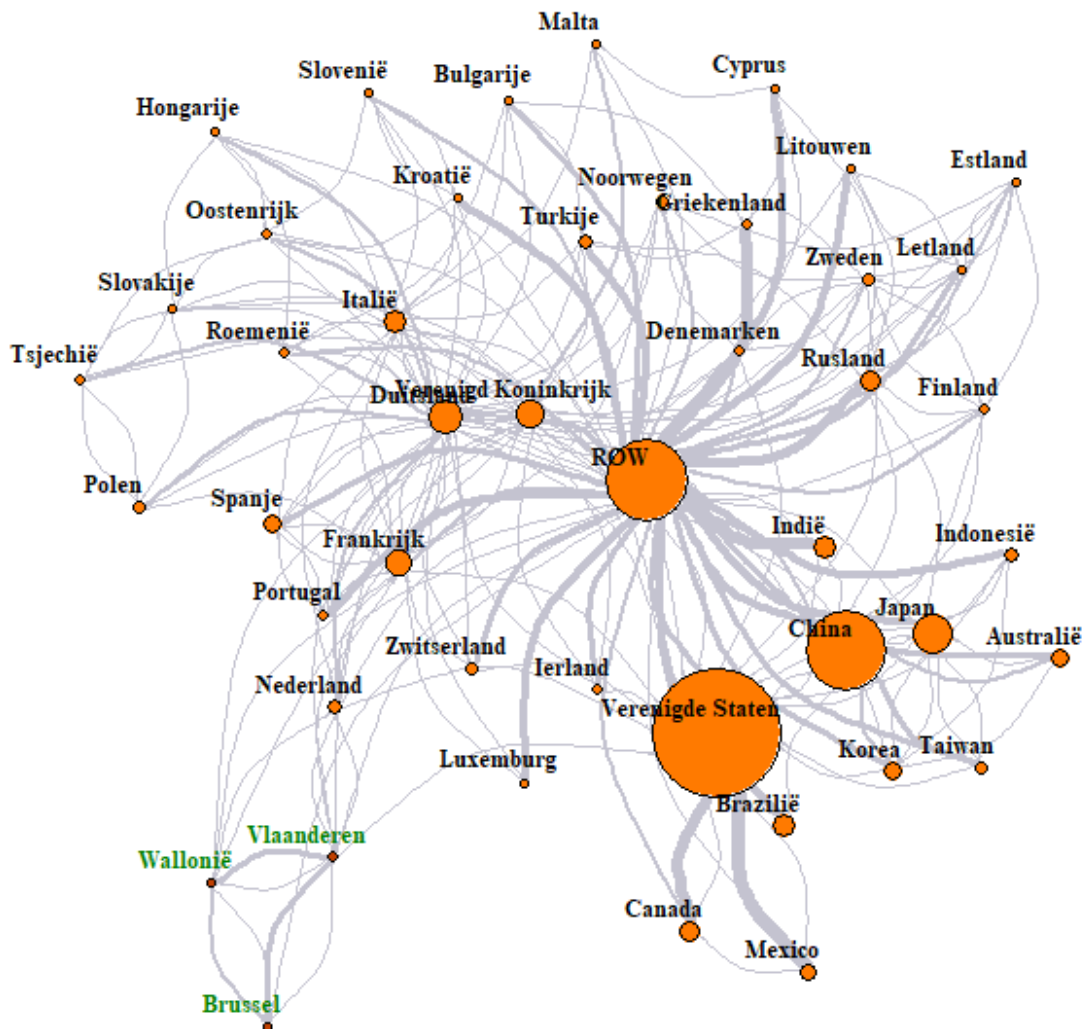 Malta
Slovenië
Bulgarije
Cyprus
Hongarije
Litouwen
Estland
Kroatië
Noorwegen
Griekenland
Oostenrijk
Turkije
Zweden
Letland
Slovakije
Italië
Roemenië
Denemarken
Tsjechië
Rusland
Finland
Verenigd Koninkrijk
Duitsland
ROW
Polen
Spanje
Indië
Indonesië
Frankrijk
Portugal
Japan
China
Australië
Zwitserland
Ierland
Nederland
Verenigde Staten
Luxemburg
Korea
Taiwan
Brazilië
Vlaanderen
Wallonië
Canada
Mexico
Brussel